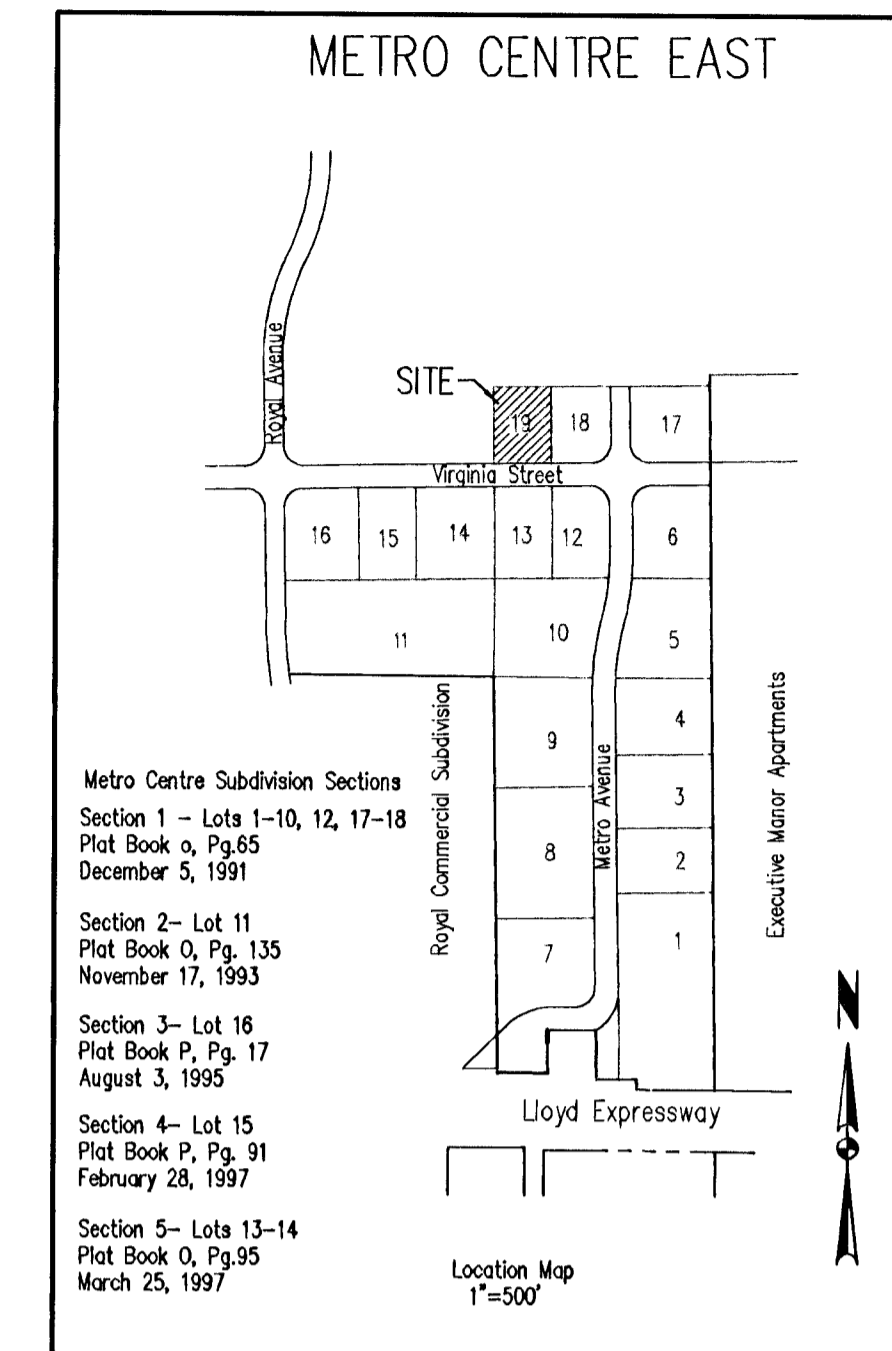 METRO CENTRE EAST
Royal Avenue
SITE
19
18
17
Virginia Street
16
15
14
13
12
6
11
10
5
Royal Commercial Subdivision
9
4
Metro Avenue
3
8
2
Executive Manor Apartments
7
1
Metro Centre Subdivision Sections
Section 1 - Lots 1-10, 12, 17-18
Plat Book o, Pg.65
December 5, 1991
Section 2- Lot 11
Plat Book O, Pg. 135
November 17, 1993
Section 3- Lot 16
Plat Book P, Pg. 17
August 3, 1995
Section 4- Lot 15
Plat Book P, Pg. 91
February 28, 1997
Section 5- Lots 13-14
Plat Book O, Pg.95
March 25, 1997
N
Lloyd Expressway
Location Map
1"=500'